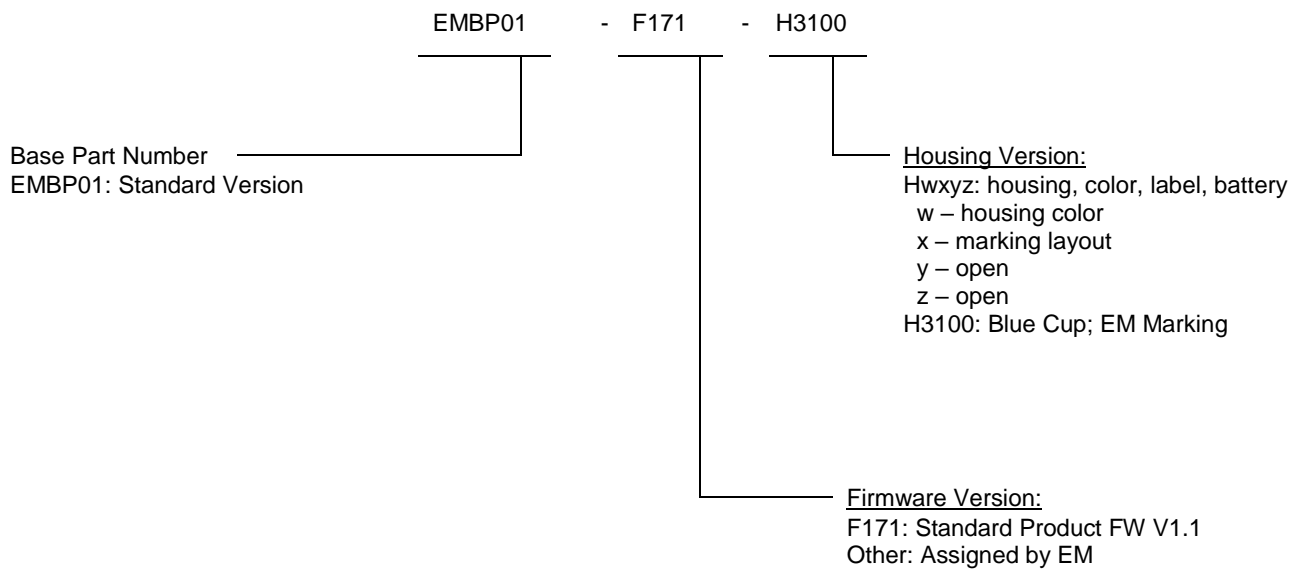 EMBP01 - F171 - H3100
Base Part Number
EMBP01: Standard Version
Housing Version:
Hwxyz: housing, color, label, battery
w – housing color
x – marking layout
y – open
z – open
H3100: Blue Cup; EM Marking
Firmware Version:
F171: Standard Product FW V1.1
Other: Assigned by EM